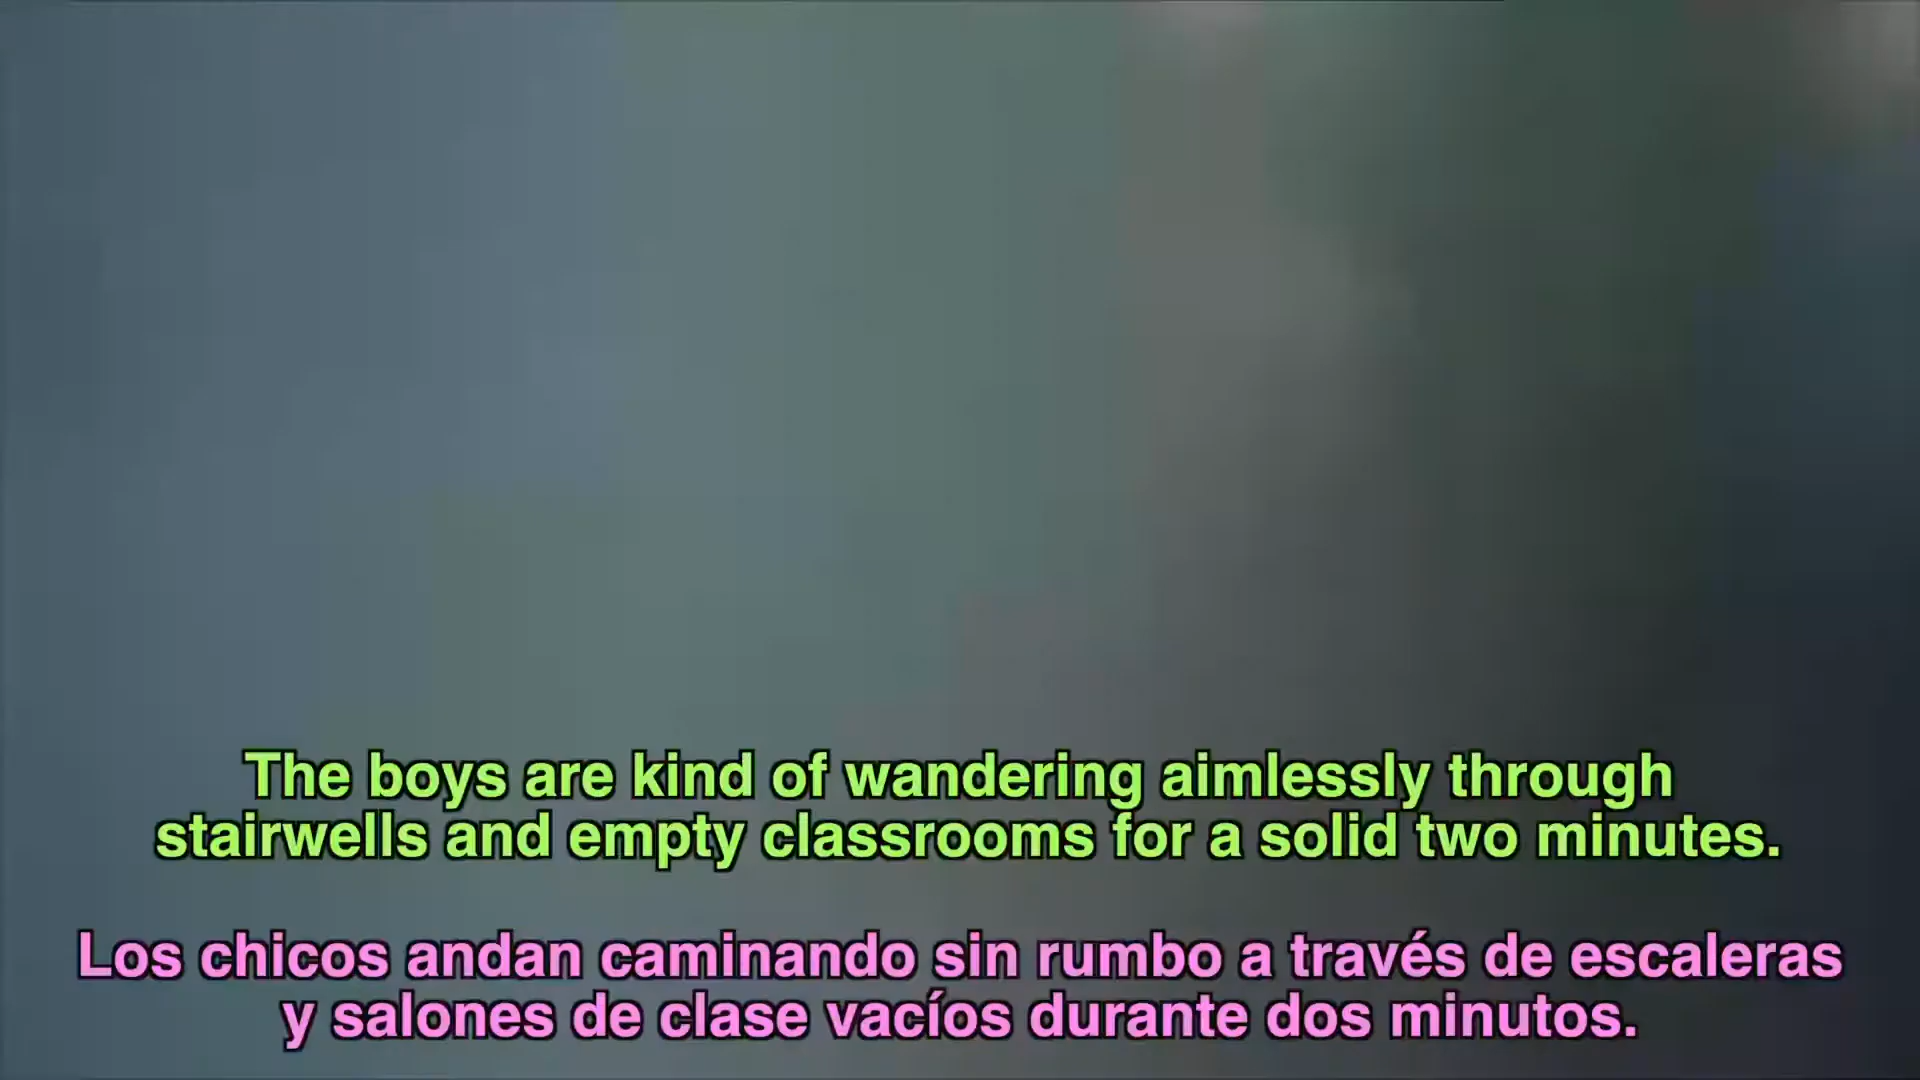 The boys are kind of wandering aimlessly through
stairwells and empty classrooms for a solid two minutes.
Los chicos andan caminando sin rumbo a través de escaleras
y salones de clase vacíos durante dos minutos.